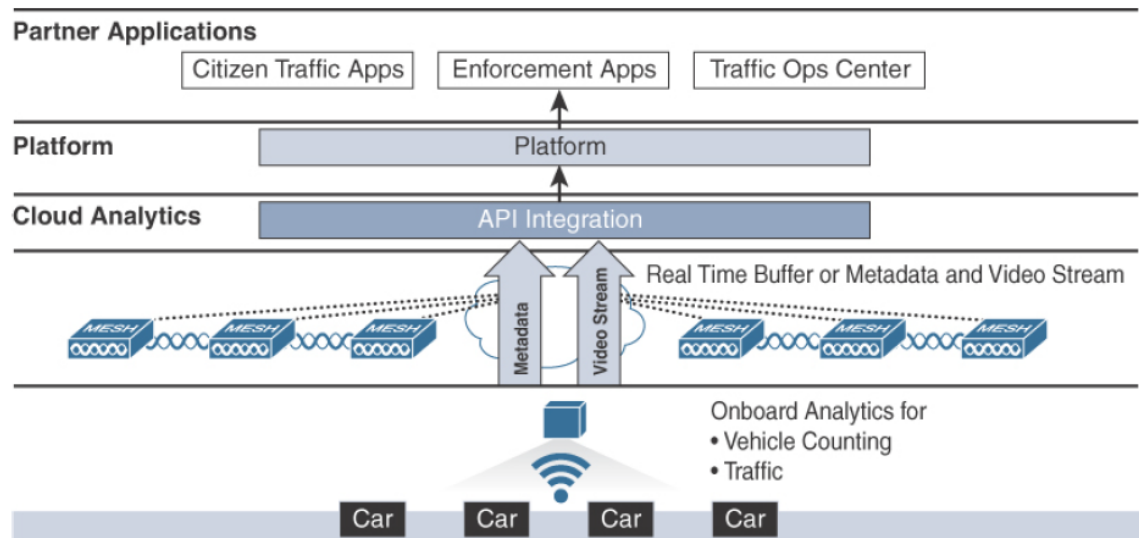 Partner Applications
Citizen Traffic Apps
Enforcement Apps
Traffic Ops Center
Platform
Platform
Cloud Analytics
API Integration
Real Time Buffer or Metadata and Video Stream
MESH
MESH
MESH
Metadata
Video Stream
MESH
MESH
MESH
Onboard Analytics for
• Vehicle Counting
• Traffic
Car
Car
Car
Car